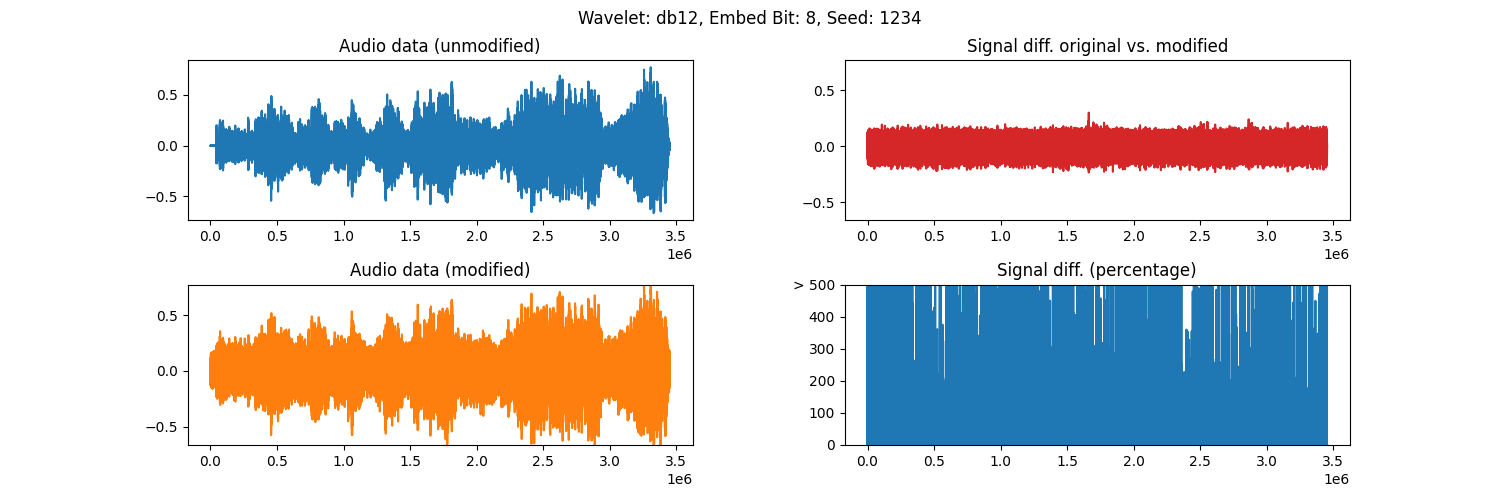 Wavelet: db12, Embed Bit: 8, Seed: 1234
Audio data (unmodified)
0.5
0.0
−0.5
0.0 0.5 1.0 1.5 2.0 2.5 3.0 3.5
1e6
Signal diff. original vs. modified
0.5
0.0
−0.5
0.0 0.5 1.0 1.5 2.0 2.5 3.0 3.5
1e6
Audio data (modified)
0.5
0.0
−0.5
0.0 0.5 1.0 1.5 2.0 2.5 3.0 3.5
1e6
Signal diff. (percentage)
> 500
400
300
200
100
0
0.0 0.5 1.0 1.5 2.0 2.5 3.0 3.5
1e6